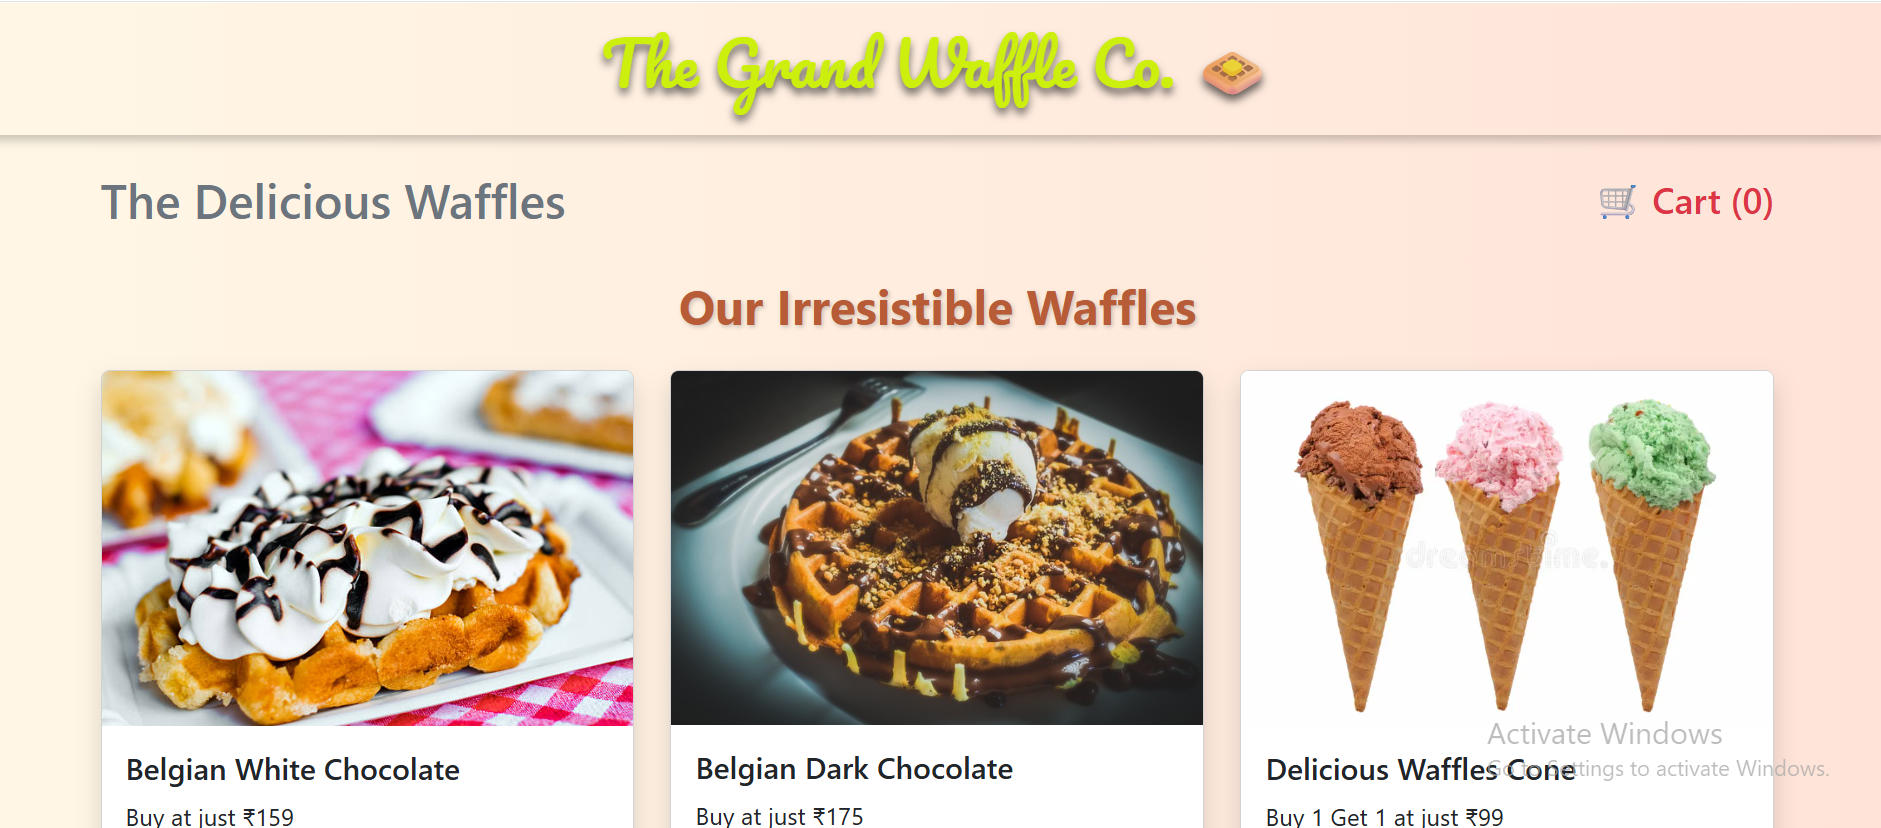 The Grand Waffle Co.
The Delicious Waffles
Cart (0)
Our Irresistible Waffles
dreamstime.
Belgian White Chocolate
Buy at just ₹159
Belgian Dark Chocolate
Buy at just ₹175
Delicious Waffles Cone
Buy 1 Get 1 at just ₹99
Activate Windows
Go to Settings to activate Windows.